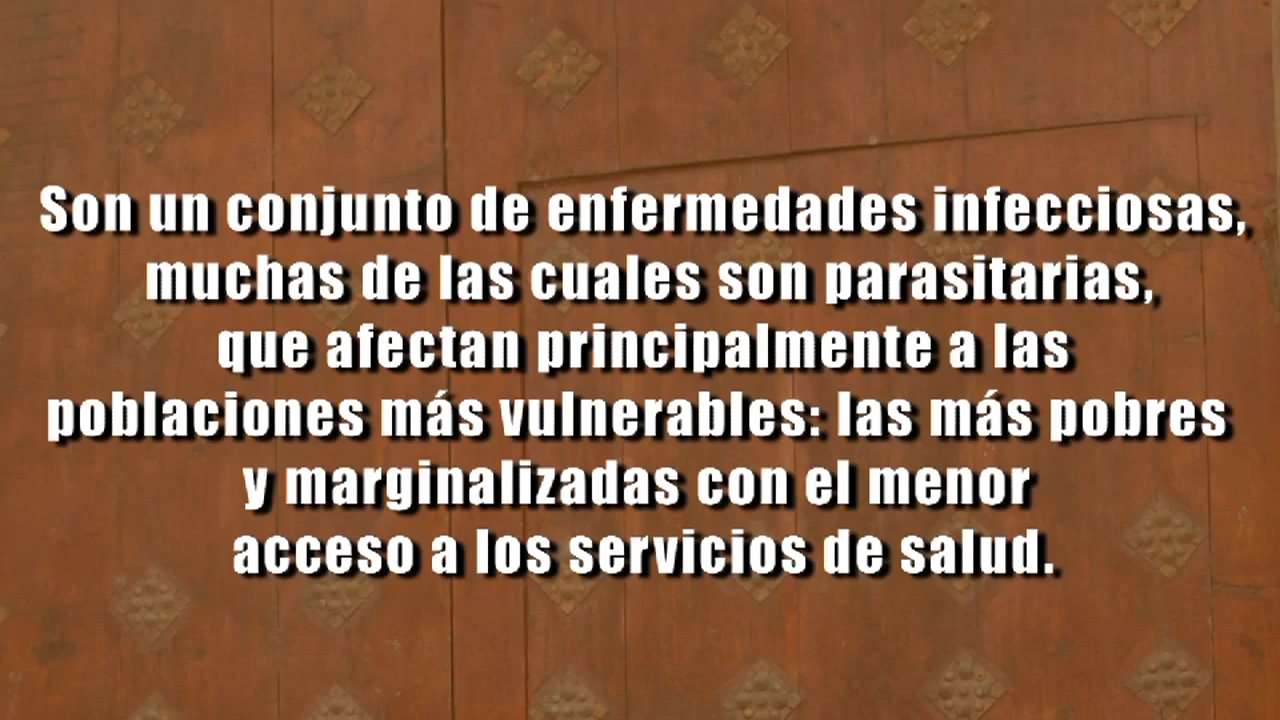 Son un conjunto de enfermedades infecciosas,
muchas de las cuales son parasitarias,
que afectan principalmente a las
poblaciones más vulnerables: las más pobres
y marginalizadas con el menor
acceso a los servicios de salud.